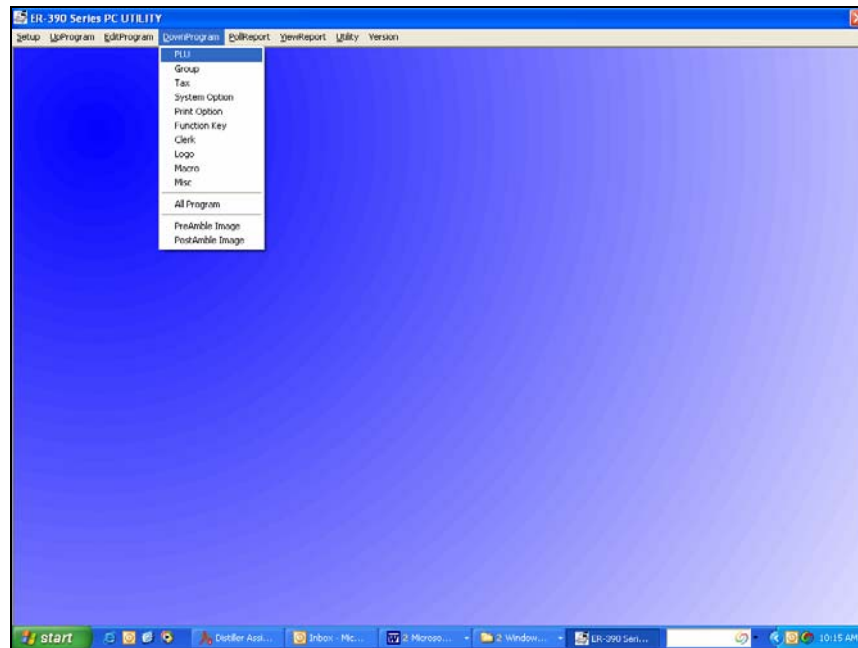 ER-390 Series PC UTILITY
Setup UpProgram EditProgram DownProgram PollReport ViewReport Utility Version
PLU
Group
Tax
System Option
Print Option
Function Key
Clerk
Logo
Macro
Misc
All Program
PreAmble Image
PostAmble Image
start Distiller Assi... Inbox - Mic... 2 Microso... 2 Window... ER-390 Seri... 10:15 AM